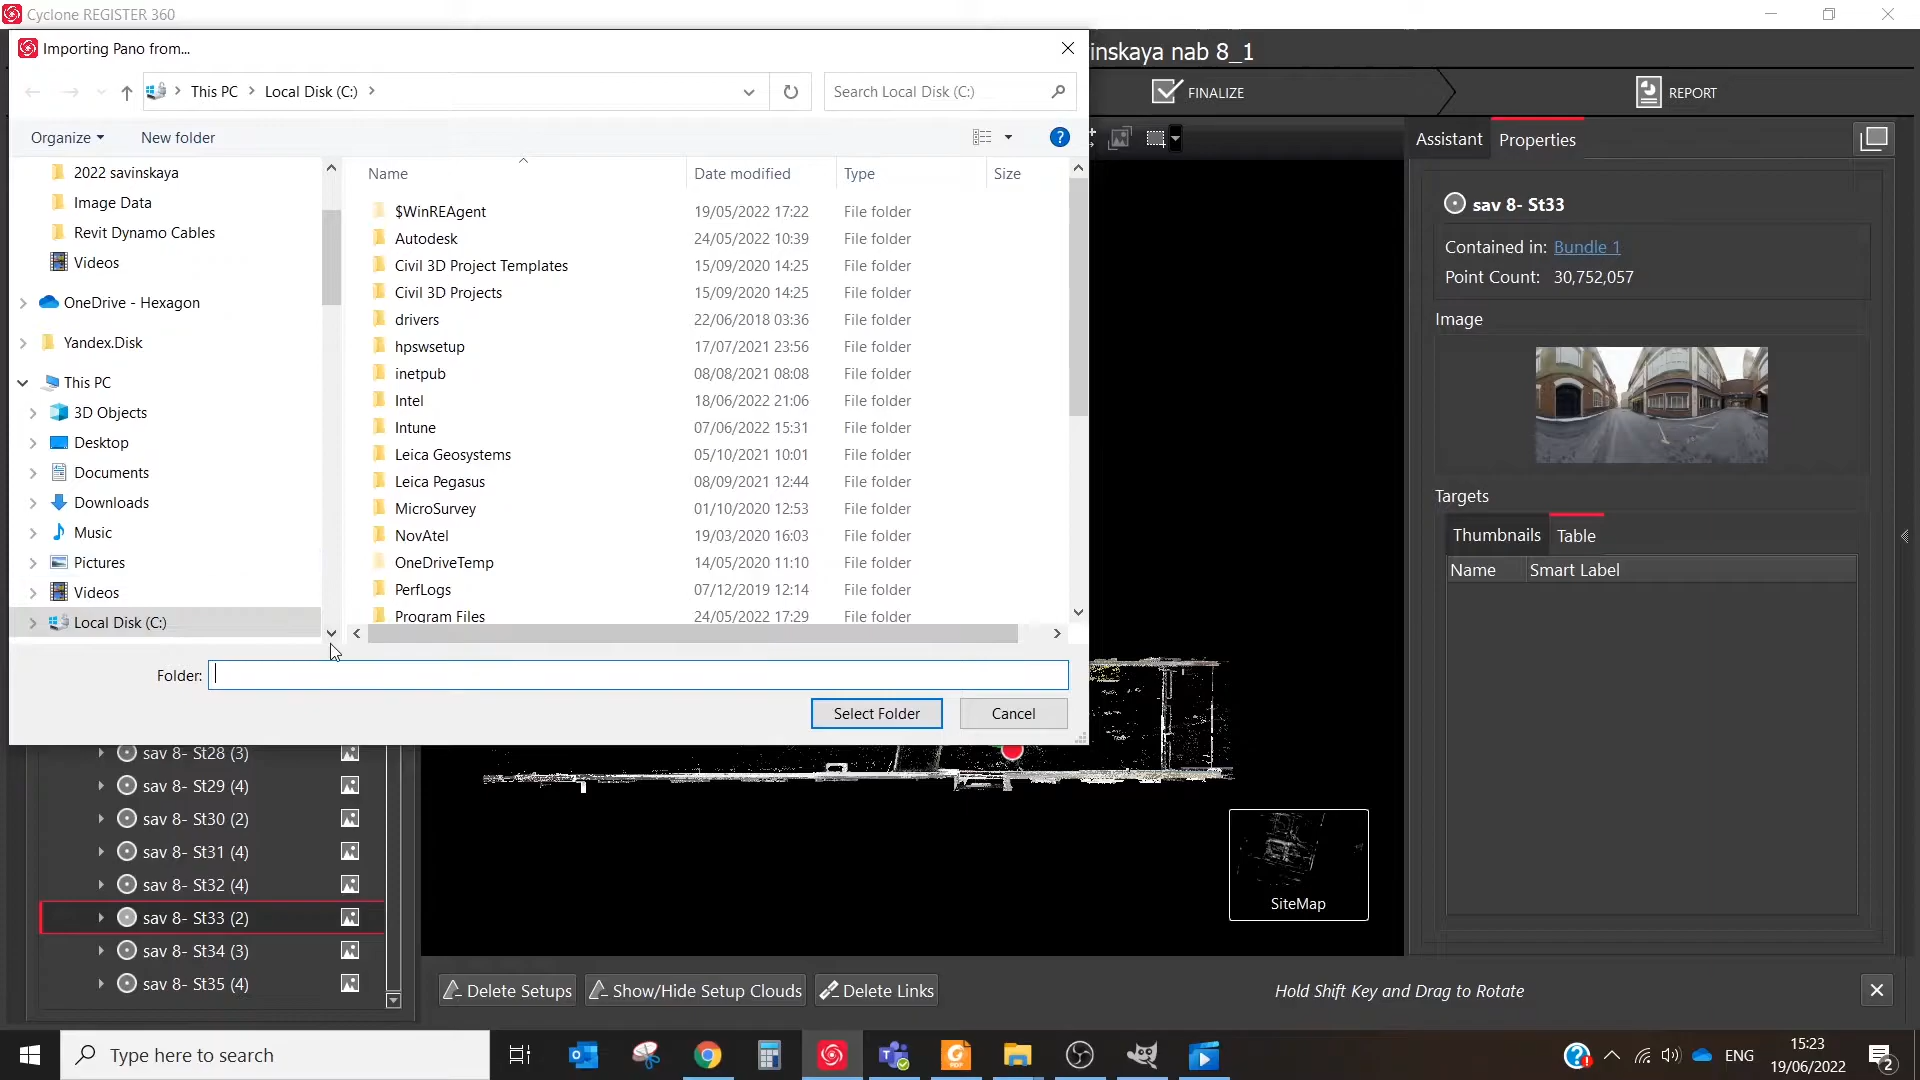 Cyclone REGISTER 360
Importing Pano from...
inskaya nab 8_1
This PC
Local Disk (C:)
Search Local Disk (C:)
FINALIZE
REPORT
Organize
New folder
?
Assistant
Properties
2022 savinskaya
Image Data
Revit Dynamo Cables
Videos
OneDrive - Hexagon
Yandex.Disk
This PC
3D Objects
Desktop
Documents
Downloads
Music
Pictures
Videos
Local Disk (C:)
Name Date modified Type Size
$WinREAgent 19/05/2022 17:22 File folder
Autodesk 24/05/2022 10:39 File folder
Civil 3D Project Templates 15/09/2020 14:25 File folder
Civil 3D Projects 15/09/2020 14:25 File folder
drivers 22/06/2018 03:36 File folder
hpswsetup 17/07/2021 23:56 File folder
inetpub 08/08/2021 08:08 File folder
Intel 18/06/2022 21:06 File folder
Intune 07/06/2022 15:31 File folder
Leica Geosystems 05/10/2021 10:01 File folder
Leica Pegasus 08/09/2021 12:44 File folder
MicroSurvey 01/10/2020 12:53 File folder
NovAtel 19/03/2020 16:03 File folder
OneDriveTemp 14/05/2020 11:10 File folder
PerfLogs 07/12/2019 12:14 File folder
Program Files 24/05/2022 17:29 File folder
Folder:
Select Folder
Cancel
sav 8- St33
Contained in: Bundle 1
Point Count: 30,752,057
Image
Targets
Thumbnails
Table
Name
Smart Label
sav 8- St28 (3)
sav 8- St29 (4)
sav 8- St30 (2)
sav 8- St31 (4)
sav 8- St32 (4)
sav 8- St33 (2)
sav 8- St34 (3)
sav 8- St35 (4)
SiteMap
Delete Setups
Show/Hide Setup Clouds
Delete Links
Hold Shift Key and Drag to Rotate
Type here to search
ENG
15:23
19/06/2022
2